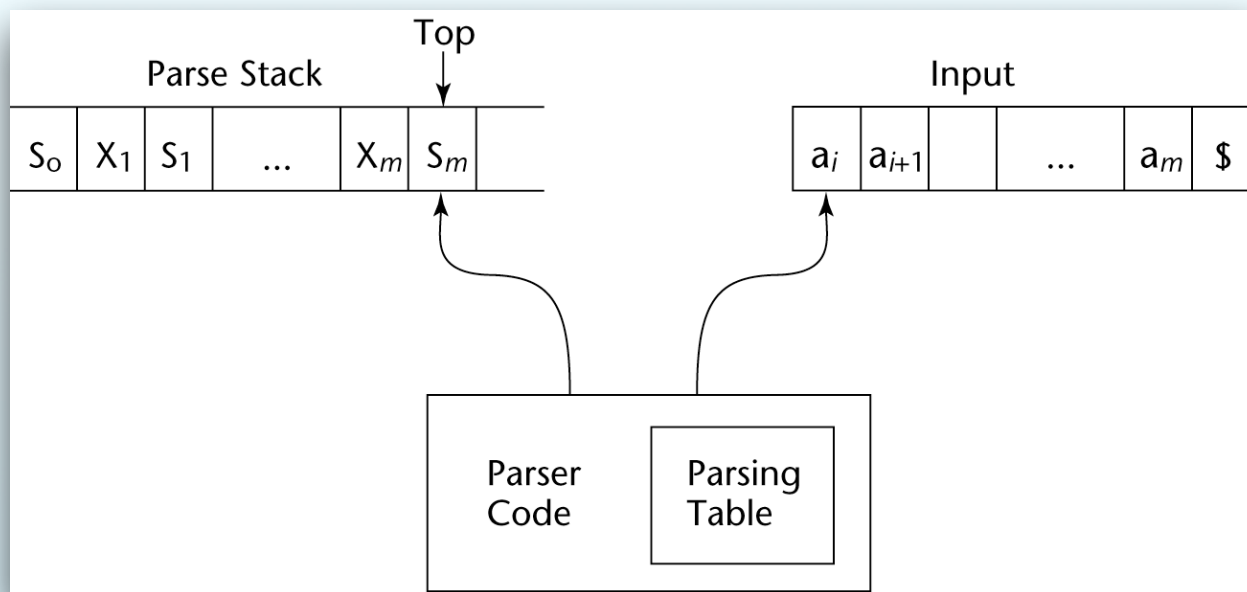 Top
Parse Stack
Input
S₀ X₁ S₁ ... Xₘ Sₘ
aᵢ aᵢ₊₁ ... aₘ $
Parser
Code
Parsing
Table